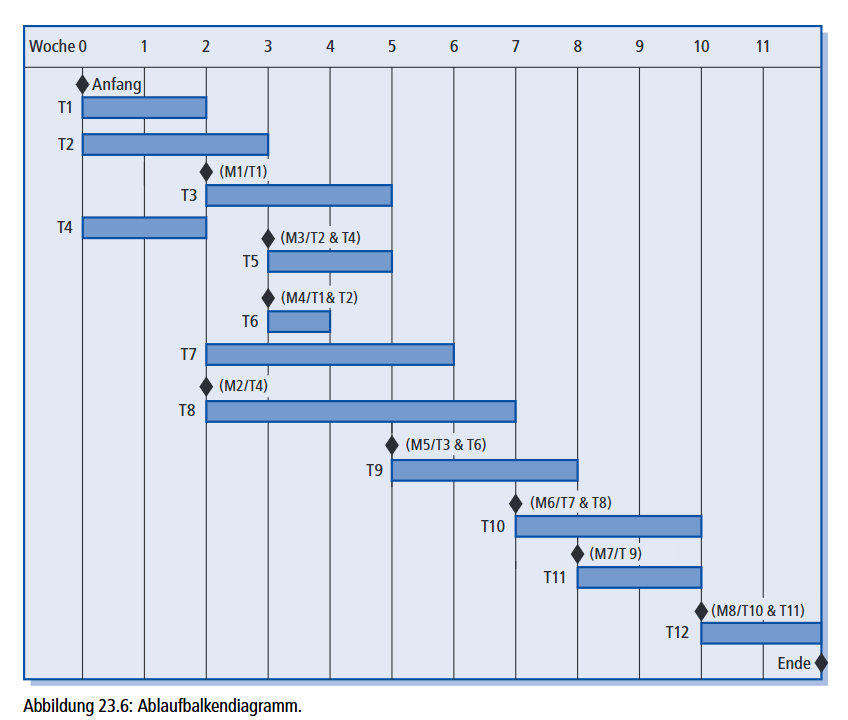 Woche 0 1 2 3 4 5 6 7 8 9 10 11
Anfang
T1
T2
(M1/T1)
T3
T4
(M3/T2 & T4)
T5
(M4/T1& T2)
T6
T7
(M2/T4)
T8
(M5/T3 & T6)
T9
(M6/T7 & T8)
T10
(M7/T 9)
T11
(M8/T10 & T11)
T12
Ende
Abbildung 23.6: Ablaufbalkendiagramm.